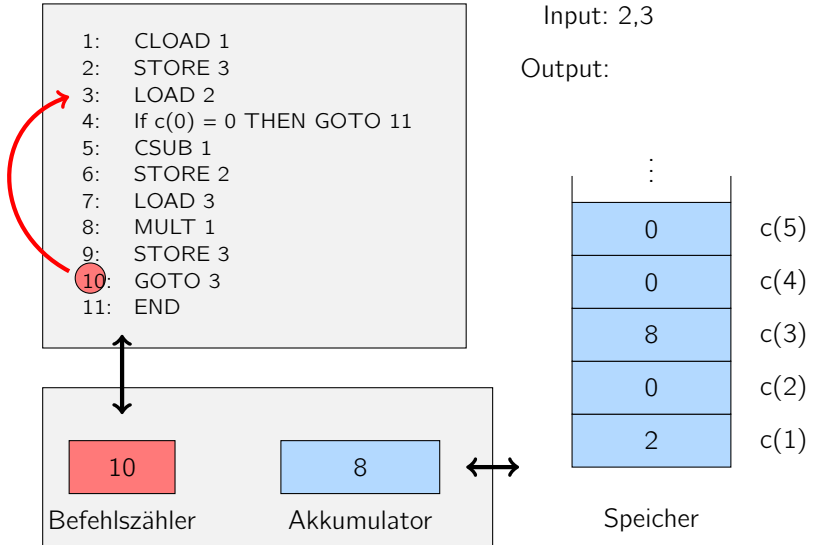 1: CLOAD 1
2: STORE 3
3: LOAD 2
4: If c(0) = 0 THEN GOTO 11
5: CSUB 1
6: STORE 2
7: LOAD 3
8: MULT 1
9: STORE 3
10: GOTO 3
11: END
Input: 2,3
Output:
⋮
0 c(5)
0 c(4)
8 c(3)
0 c(2)
2 c(1)
Speicher
10
Befehlszähler
8
Akkumulator